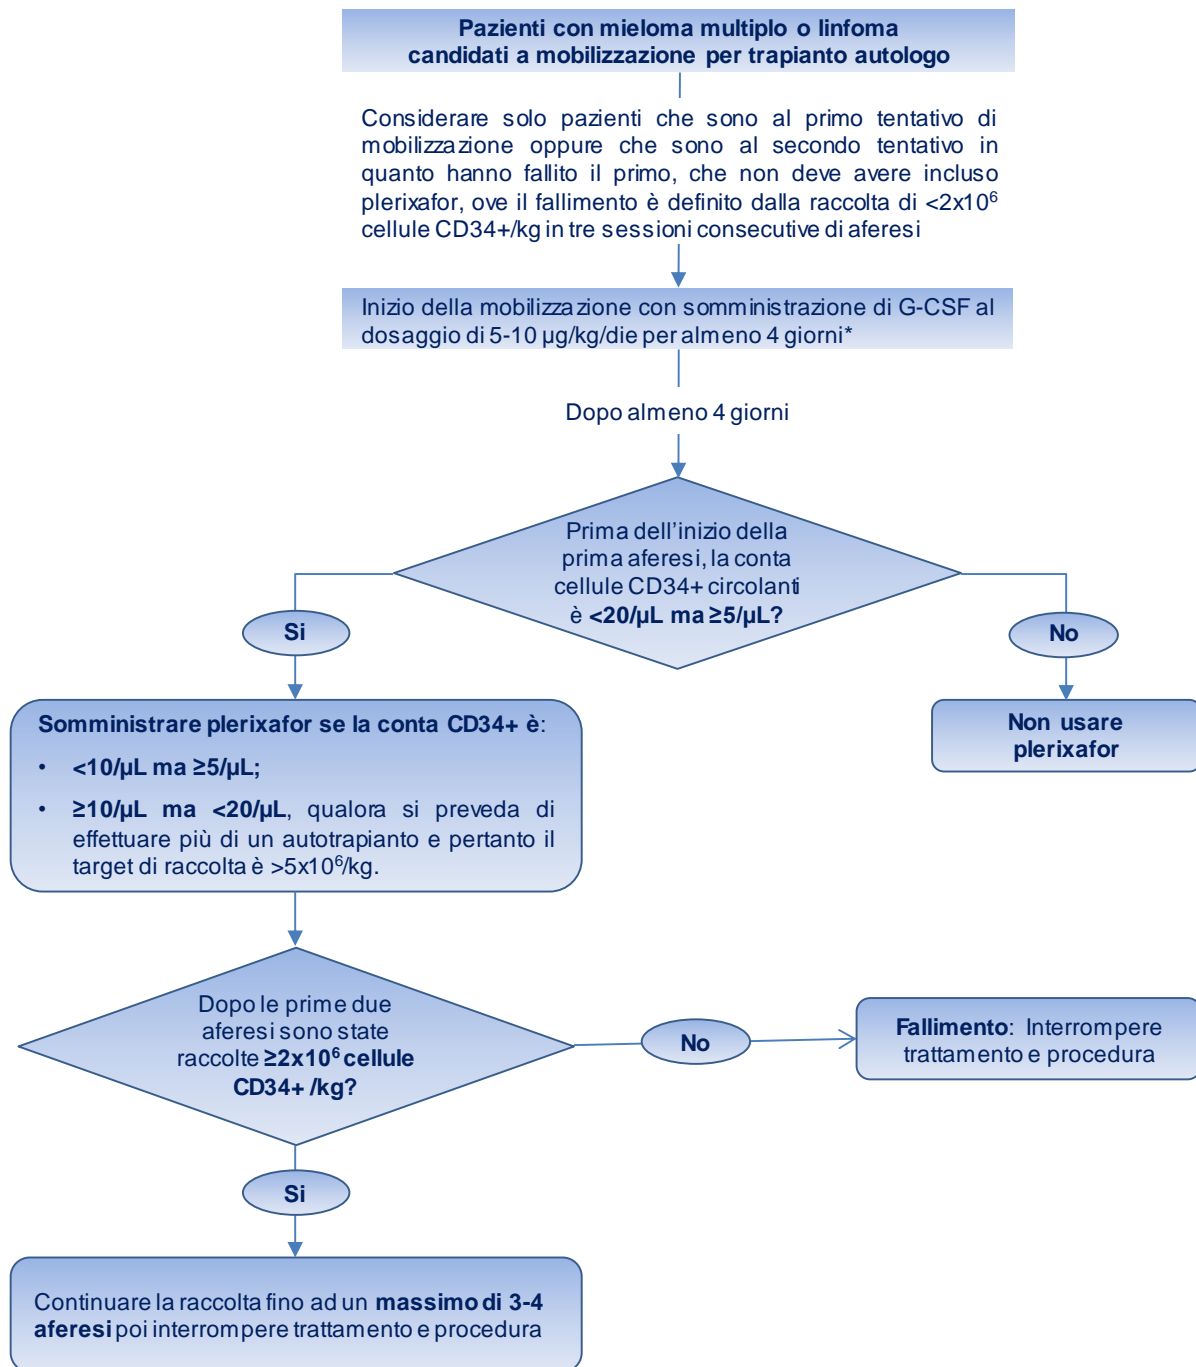 Pazienti con mieloma multiplo o linfoma
candidati a mobilizzazione per trapianto autologo
Considerare solo pazienti che sono al primo tentativo di
mobilizzazione oppure che sono al secondo tentativo in
quanto hanno fallito il primo, che non deve avere incluso
plerixafor, ove il fallimento è definito dalla raccolta di <2x10⁶
cellule CD34+/kg in tre sessioni consecutive di aferesi
Inizio della mobilizzazione con somministrazione di G-CSF al
dosaggio di 5-10 µg/kg/die per almeno 4 giorni*
Dopo almeno 4 giorni
Prima dell’inizio della
prima aferesi, la conta
cellule CD34+ circolanti
è <20/µL ma ≥5/µL?
Si
No
Somministrare plerixafor se la conta CD34+ è:
• <10/µL ma ≥5/µL;
• ≥10/µL ma <20/µL, qualora si preveda di
effettuare più di un autotrapianto e pertanto il
target di raccolta è >5x10⁶/kg.
Non usare
plerixafor
Dopo le prime due
aferesi sono state
raccolte ≥2x10⁶ cellule
CD34+ /kg?
No
Fallimento: Interrompere
trattamento e procedura
Si
Continuare la raccolta fino ad un massimo di 3-4
aferesi poi interrompere trattamento e procedura